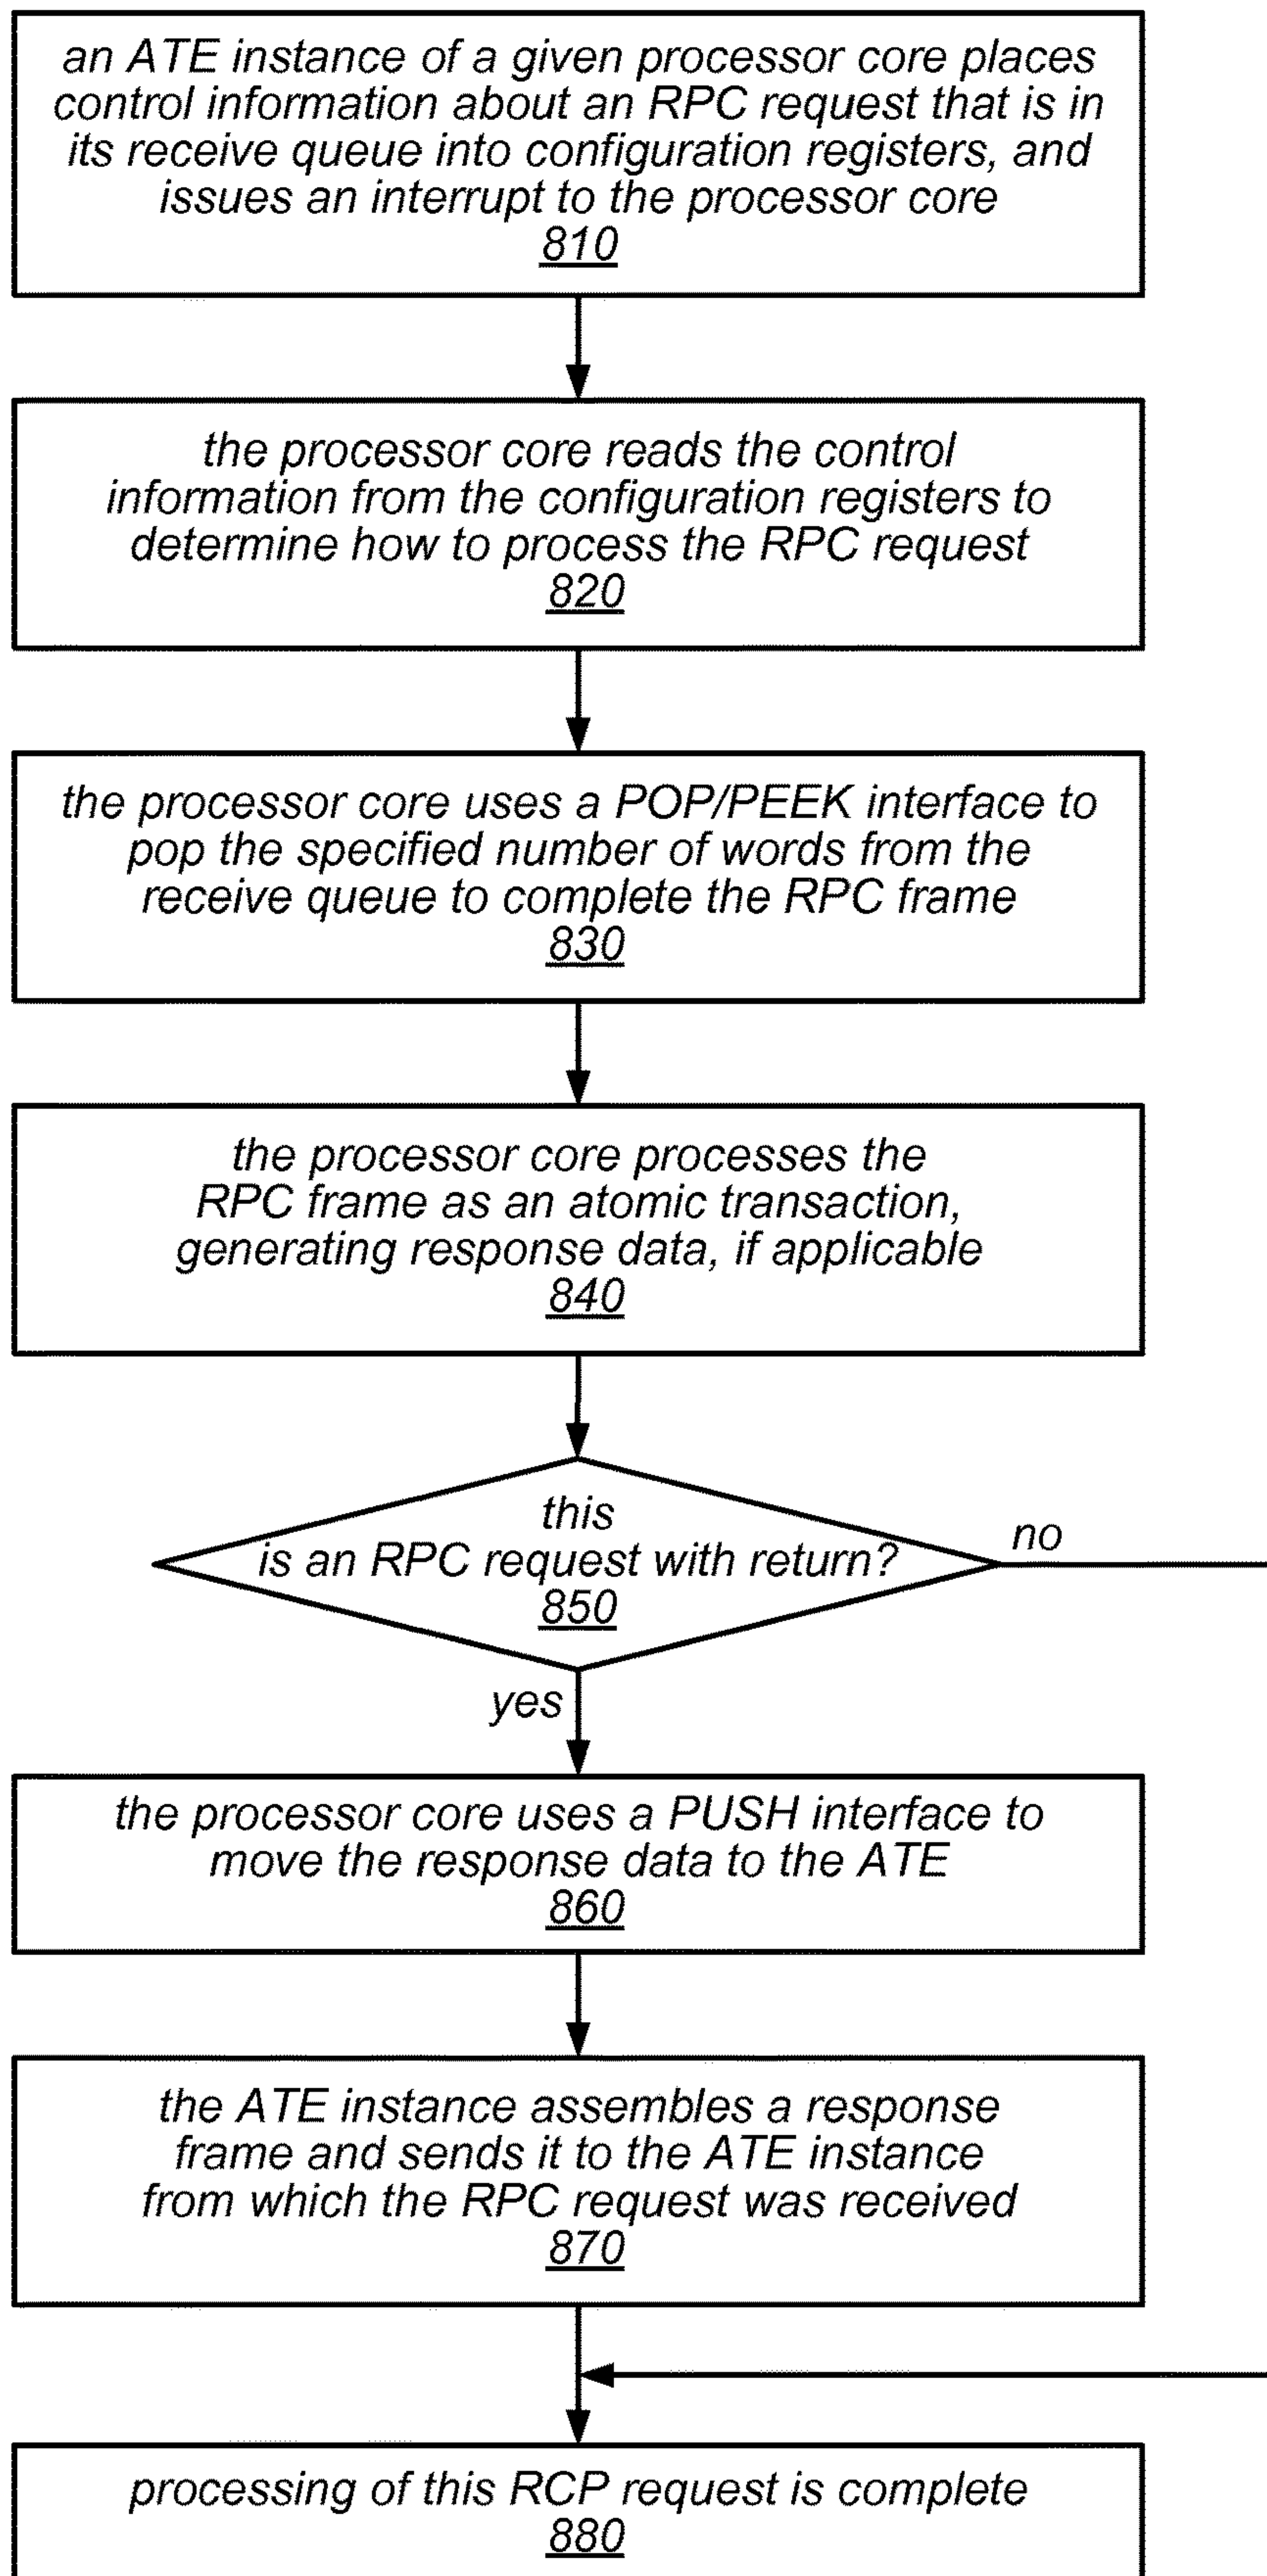 an ATE instance of a given processor core places
control information about an RPC request that is in
its receive queue into configuration registers, and
issues an interrupt to the processor core
810
the processor core reads the control
information from the configuration registers to
determine how to process the RPC request
820
the processor core uses a POP/PEEK interface to
pop the specified number of words from the
receive queue to complete the RPC frame
830
the processor core processes the
RPC frame as an atomic transaction,
generating response data, if applicable
840
this
is an RPC request with return?
850
no
yes
the processor core uses a PUSH interface to
move the response data to the ATE
860
the ATE instance assembles a response
frame and sends it to the ATE instance
from which the RPC request was received
870
processing of this RCP request is complete
880